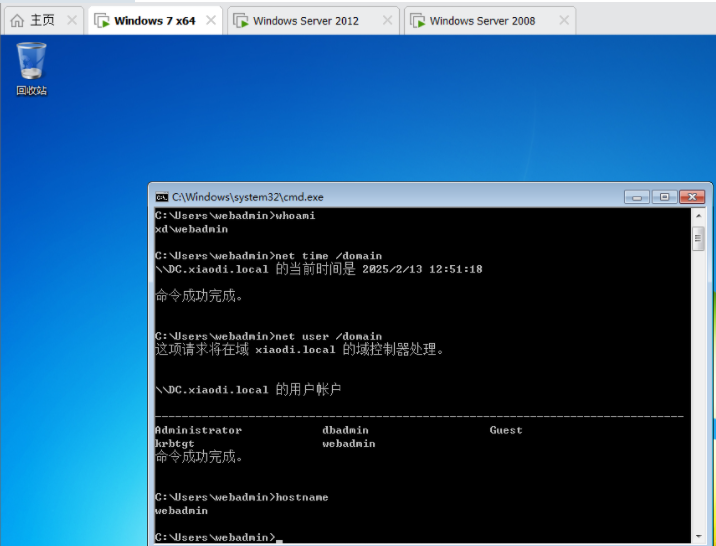 主页
Windows 7 x64
Windows Server 2012
Windows Server 2008
回收站
C:\Windows\system32\cmd.exe
C:\Users\webadmin>whoami
xd\webadmin
C:\Users\webadmin>net time /domain
\\DC.xiaodi.local 的当前时间是 2025/2/13 12:51:18
命令成功完成。
C:\Users\webadmin>net user /domain
这项请求将在域 xiaodi.local 的域控制器处理。
\\DC.xiaodi.local 的用户帐户
-------------------------------------------------------------------------------
Administrator dbadmin Guest
krbtgt webadmin
命令成功完成。
C:\Users\webadmin>hostname
webadmin
C:\Users\webadmin>_